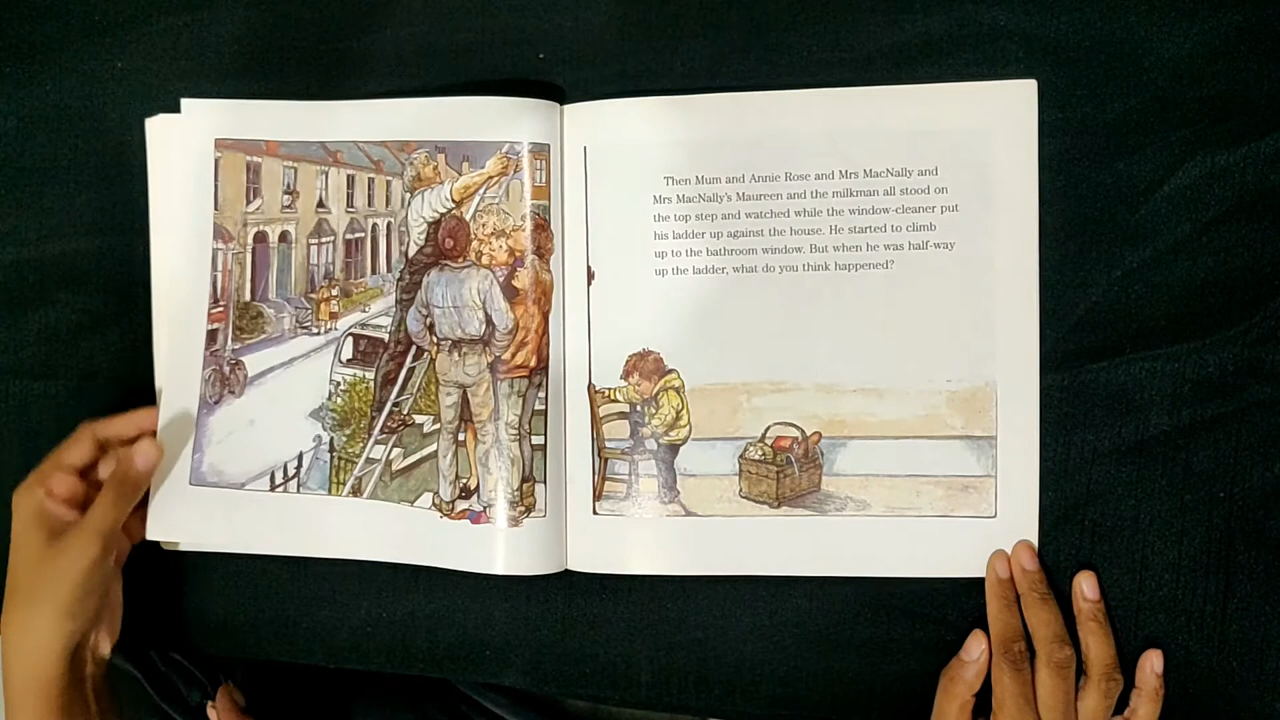 Then Mum and Annie Rose and Mrs MacNally and
Mrs MacNally's Maureen and the milkman all stood on
the top step and watched while the window-cleaner put
his ladder up against the house. He started to climb
up to the bathroom window. But when he was half-way
up the ladder, what do you think happened?